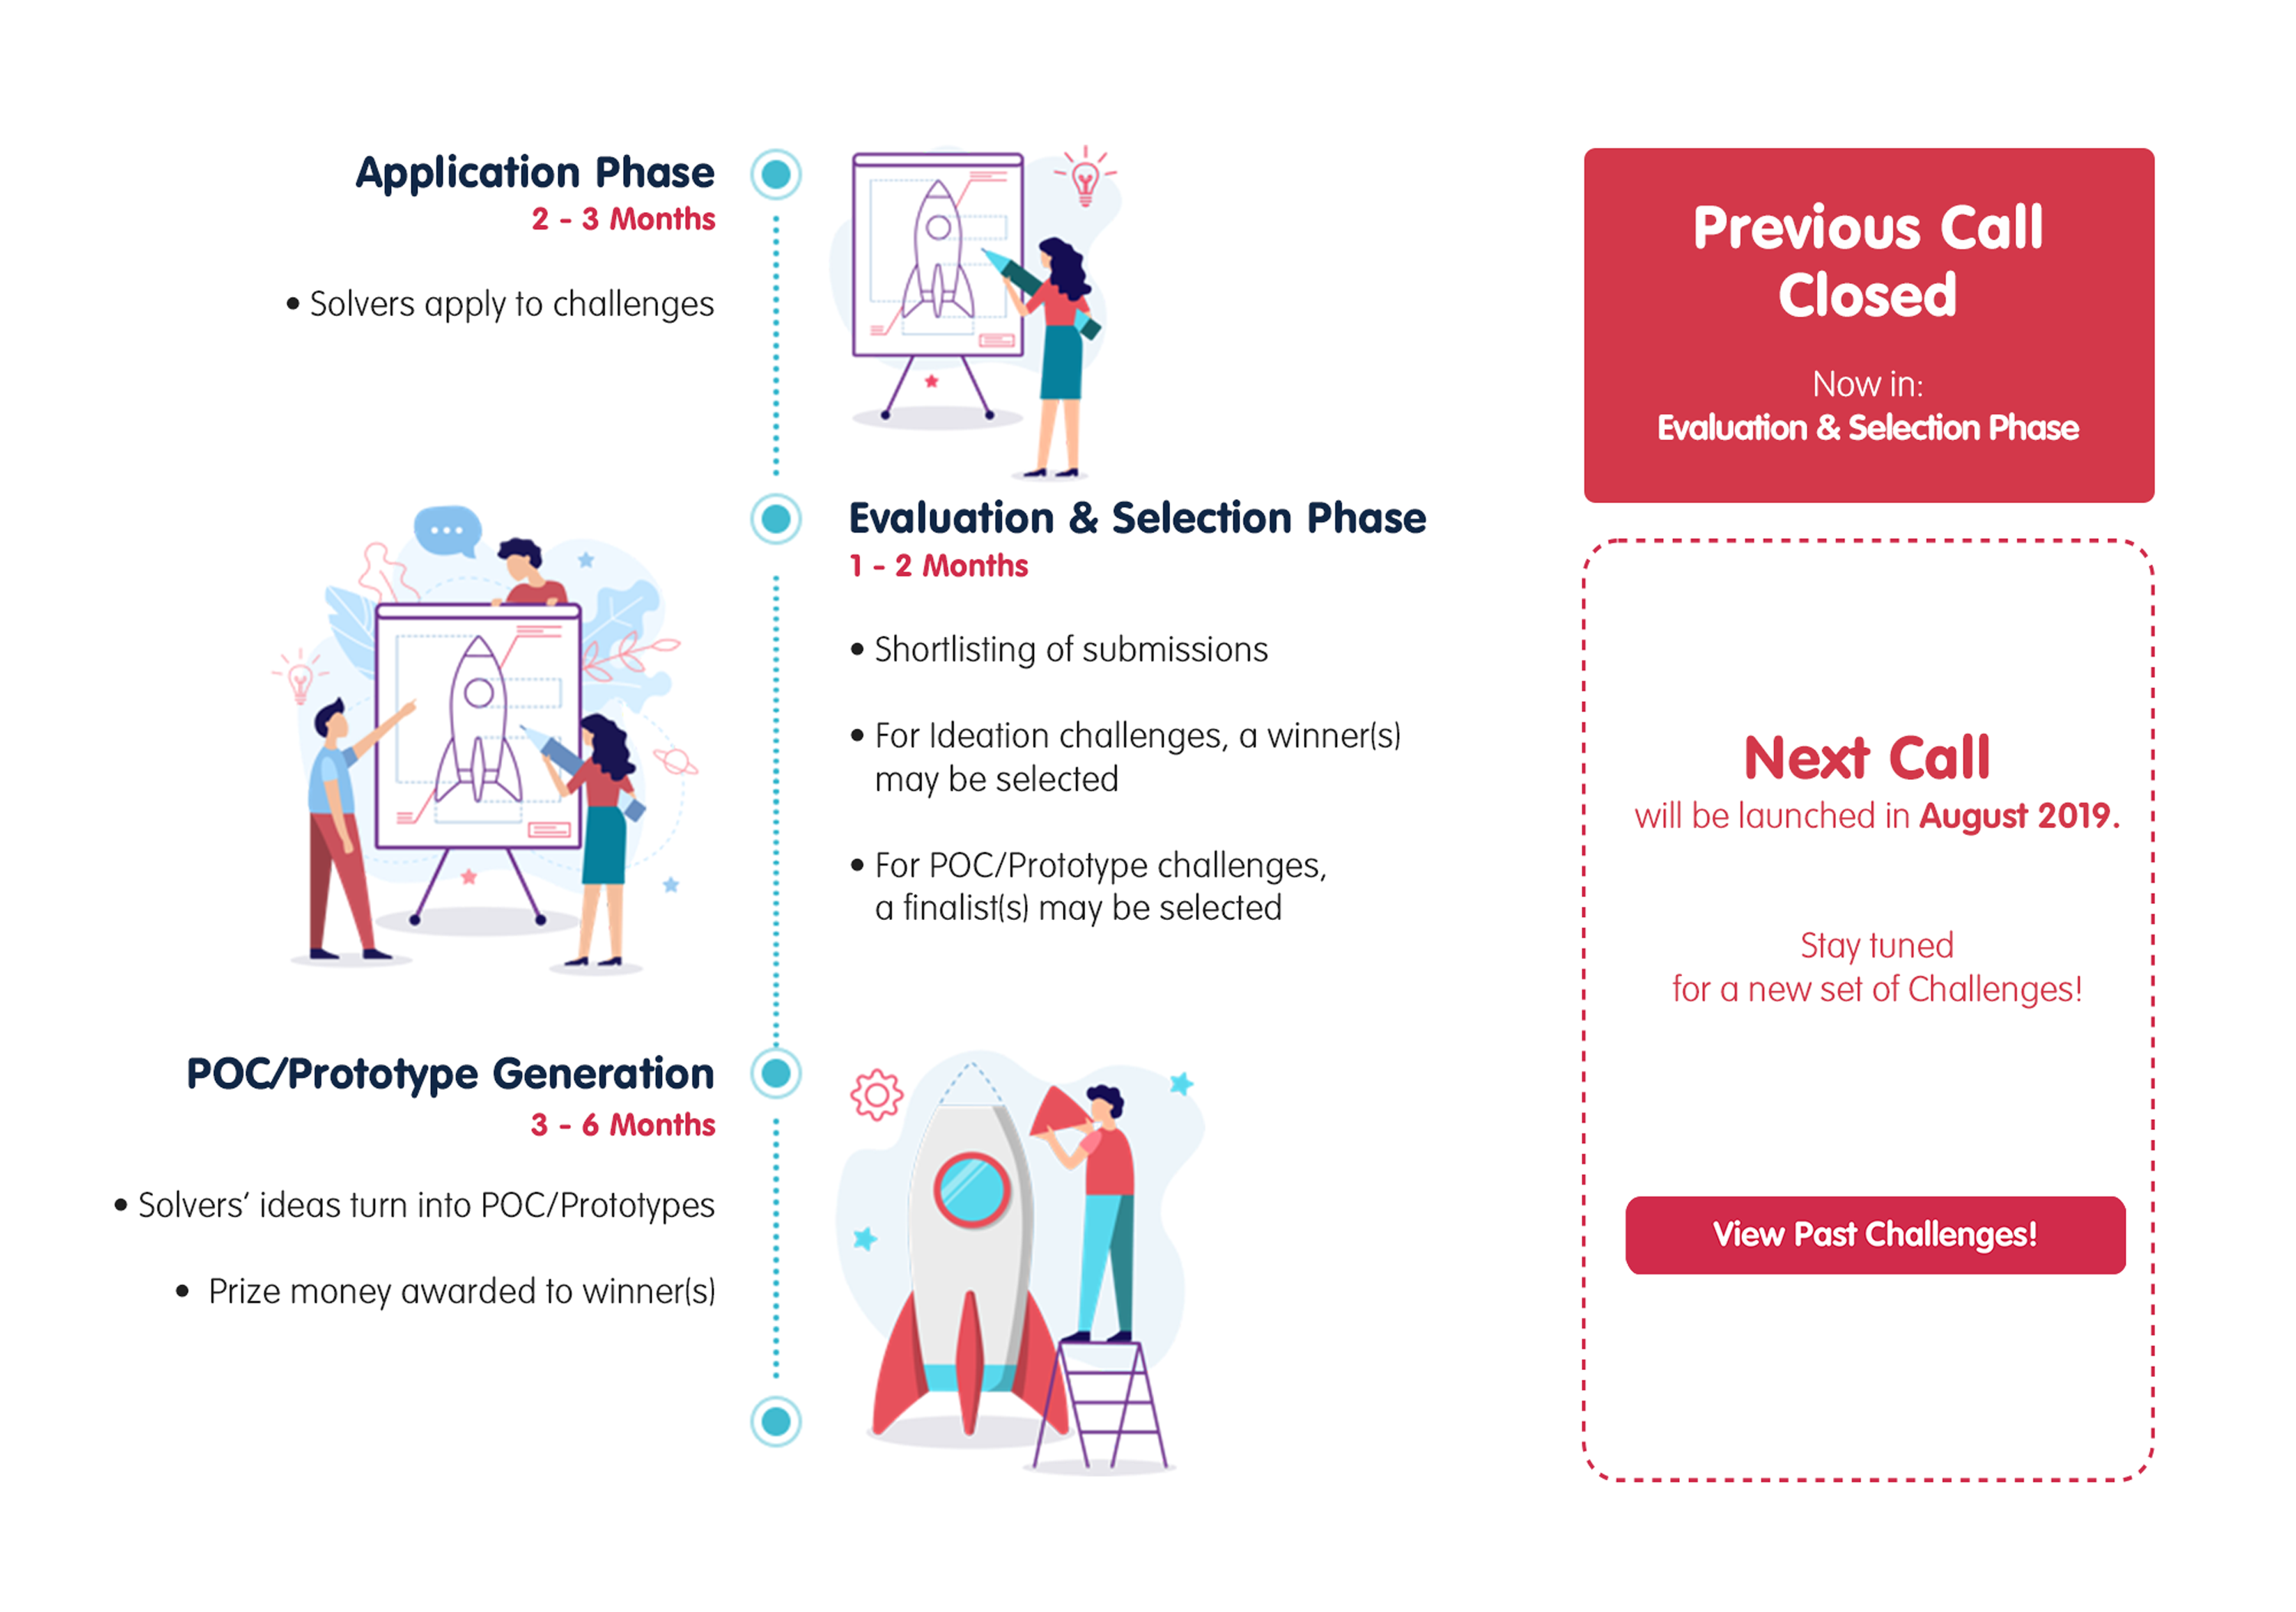 Application Phase
2 - 3 Months
• Solvers apply to challenges
Evaluation & Selection Phase
1 - 2 Months
• Shortlisting of submissions
• For Ideation challenges, a winner(s)
may be selected
• For POC/Prototype challenges,
a finalist(s) may be selected
POC/Prototype Generation
3 - 6 Months
• Solvers’ ideas turn into POC/Prototypes
• Prize money awarded to winner(s)
Previous Call
Closed
Now in:
Evaluation & Selection Phase
Next Call
will be launched in August 2019.
Stay tuned
for a new set of Challenges!
View Past Challenges!